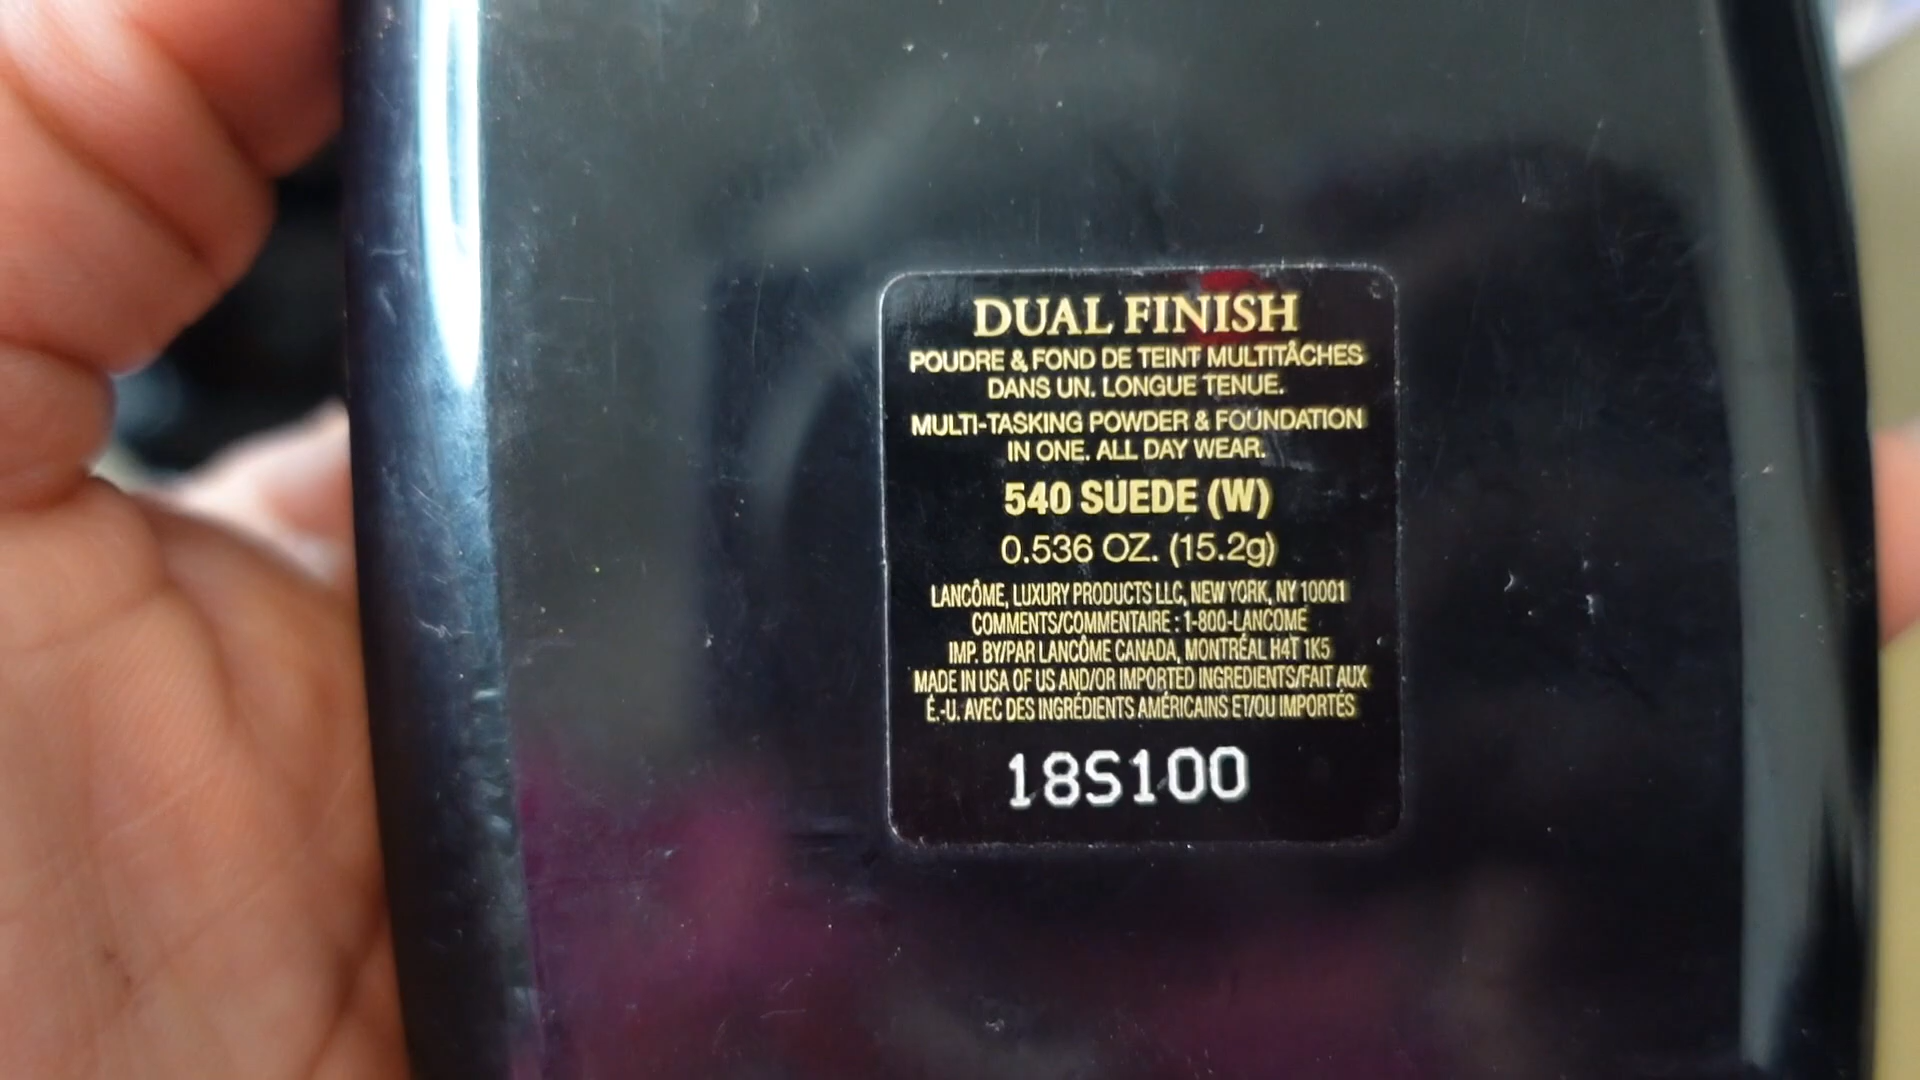 DUAL FINISH
POUDRE & FOND DE TEINT MULTITÂCHES
DANS UN. LONGUE TENUE.
MULTI-TASKING POWDER & FOUNDATION
IN ONE. ALL DAY WEAR.
540 SUEDE (W)
0.536 OZ. (15.2g)
LANCÔME, LUXURY PRODUCTS LLC, NEW YORK, NY 10001
COMMENTS/COMMENTAIRE : 1-800-LANCOME
IMP. BY/PAR LANCÔME CANADA, MONTRÉAL H4T 1K5
MADE IN USA OF US AND/OR IMPORTED INGREDIENTS/FAIT AUX
É.-U. AVEC DES INGRÉDIENTS AMÉRICAINS ET/OU IMPORTÉS
18S100